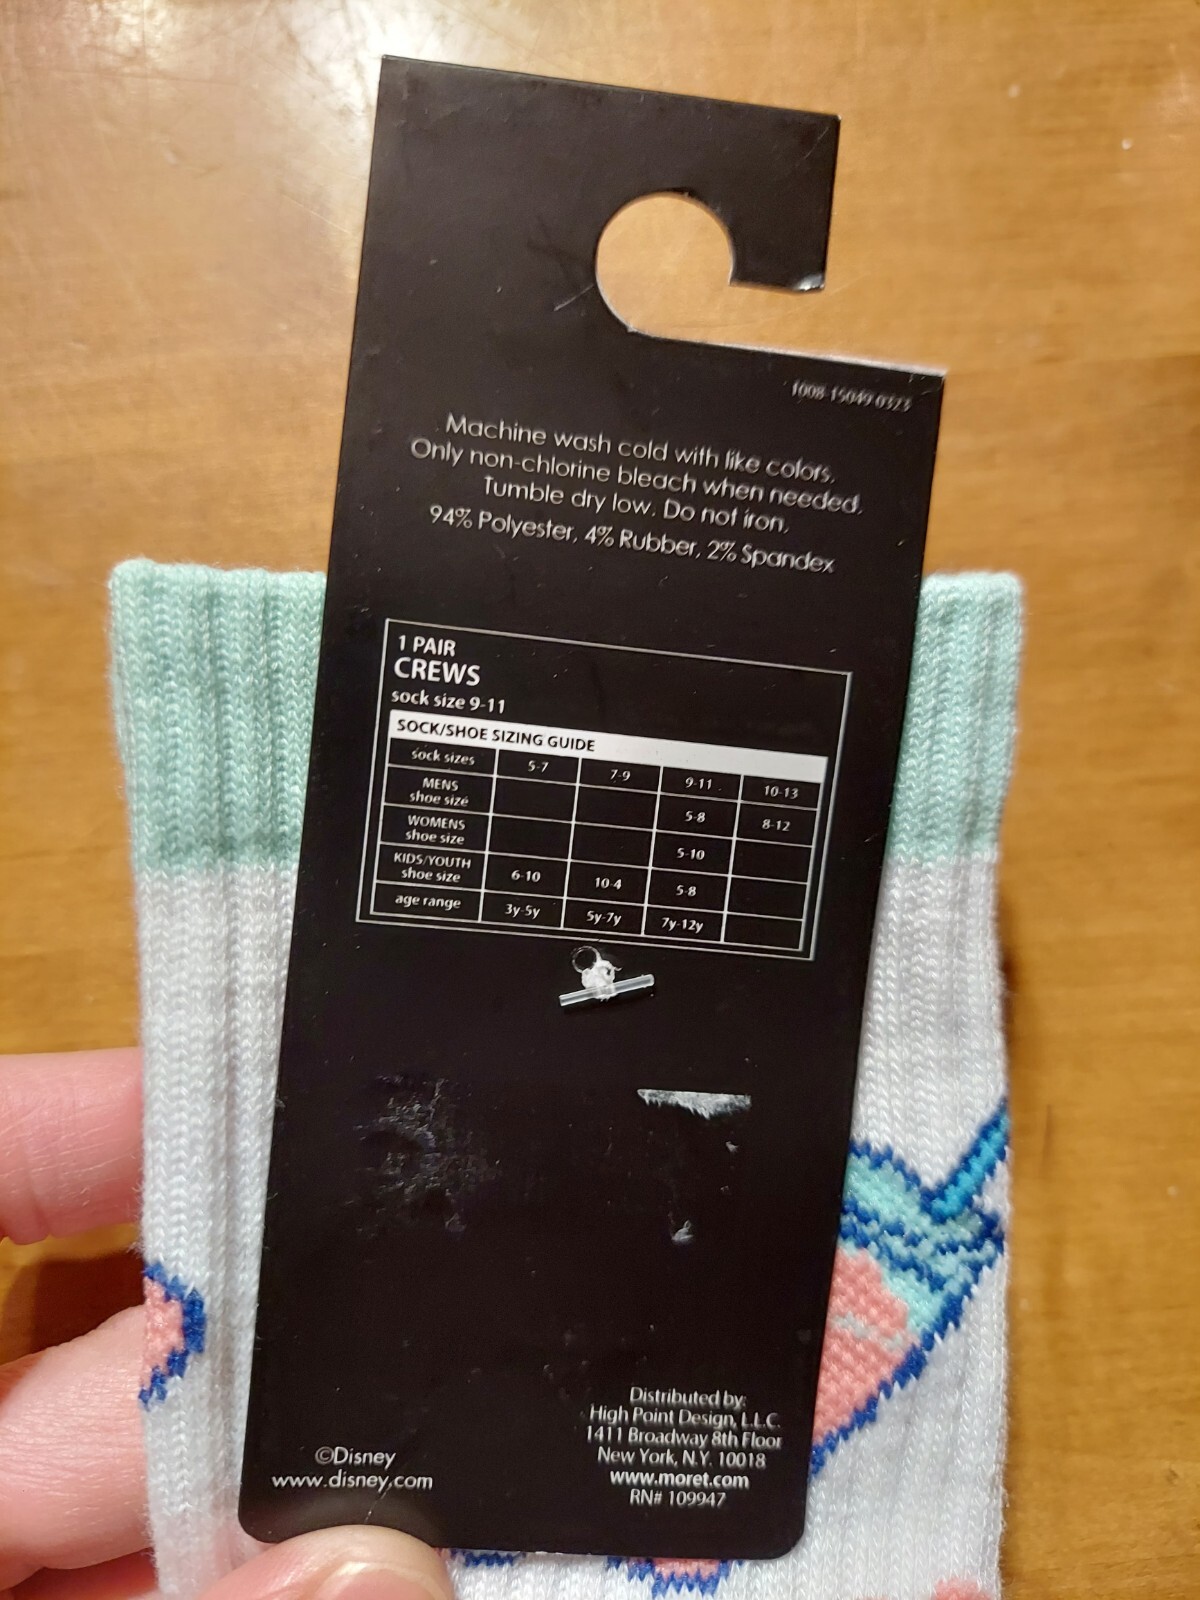 1008-15049-0323
Machine wash cold with like colors.
Only non-chlorine bleach when needed.
Tumble dry low. Do not iron.
94% Polyester, 4% Rubber, 2% Spandex
1 PAIR
CREWS
sock size 9-11
SOCK/SHOE SIZING GUIDE
sock sizes 5-7 7-9 9-11 10-13
MENS
shoe size 5-8 8-12
WOMENS
shoe size 5-10
KIDS/YOUTH
shoe size 6-10 10-4 5-8
age range 3y-5y 5y-7y 7y-12y
©Disney
www.disney.com
Distributed by:
High Point Design, L.L.C.
1411 Broadway 8th Floor
New York, N.Y. 10018
www.moret.com
RN# 109947